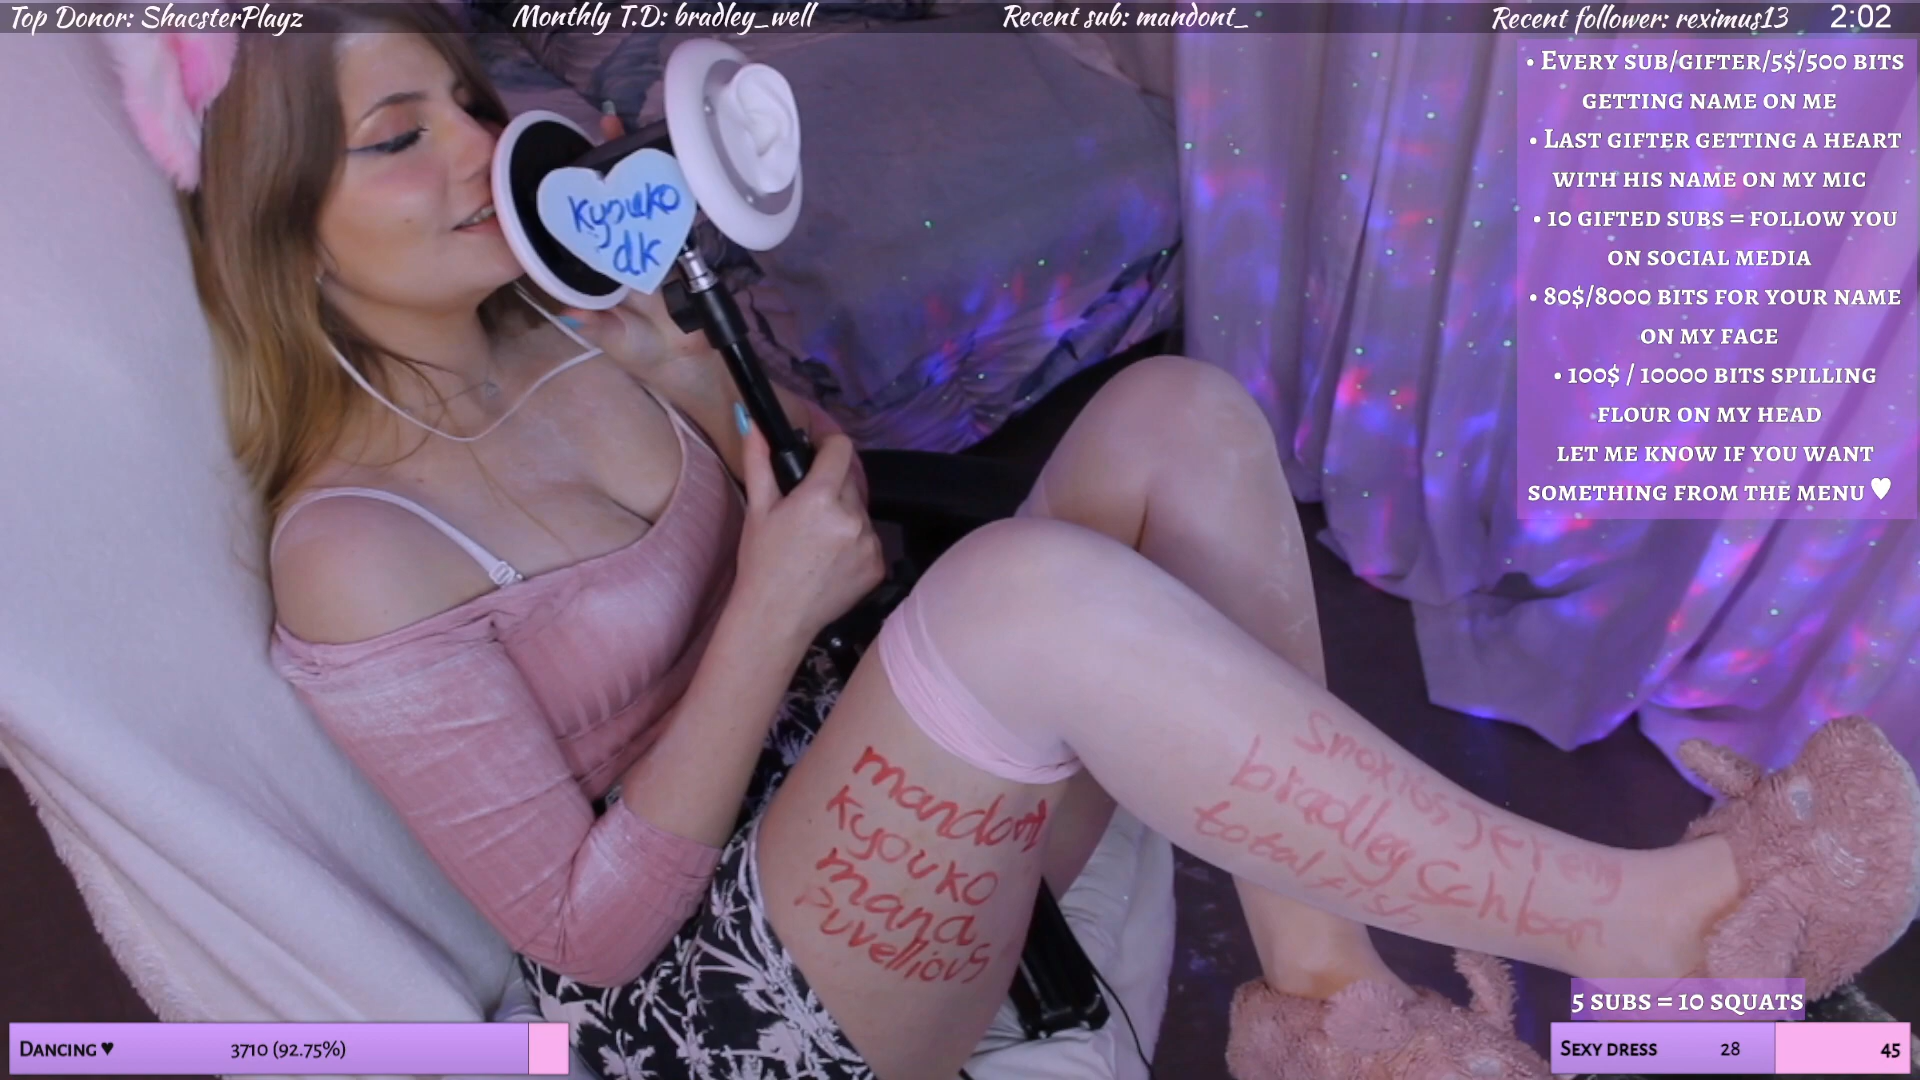 Top Donor: ShacsterPlayz
Monthly T.D: bradley_well
Recent sub: mandont_
Recent follower: reximus13
2:02
• Every sub/gifter/5$/500 bits
getting name on me
• Last gifter getting a heart
with his name on my mic
• 10 gifted subs = follow you
on social media
• 80$/8000 bits for your name
on my face
• 100$ / 10000 bits spilling
flour on my head
let me know if you want
something from the menu ♥
kyouko
dk
mandont
kyouko
mana
Puvellious
Jeremy
bradley Schlbon
total fish
5 subs = 10 squats
Dancing ♥ 3710 (92.75%)
Sexy dress 28 45